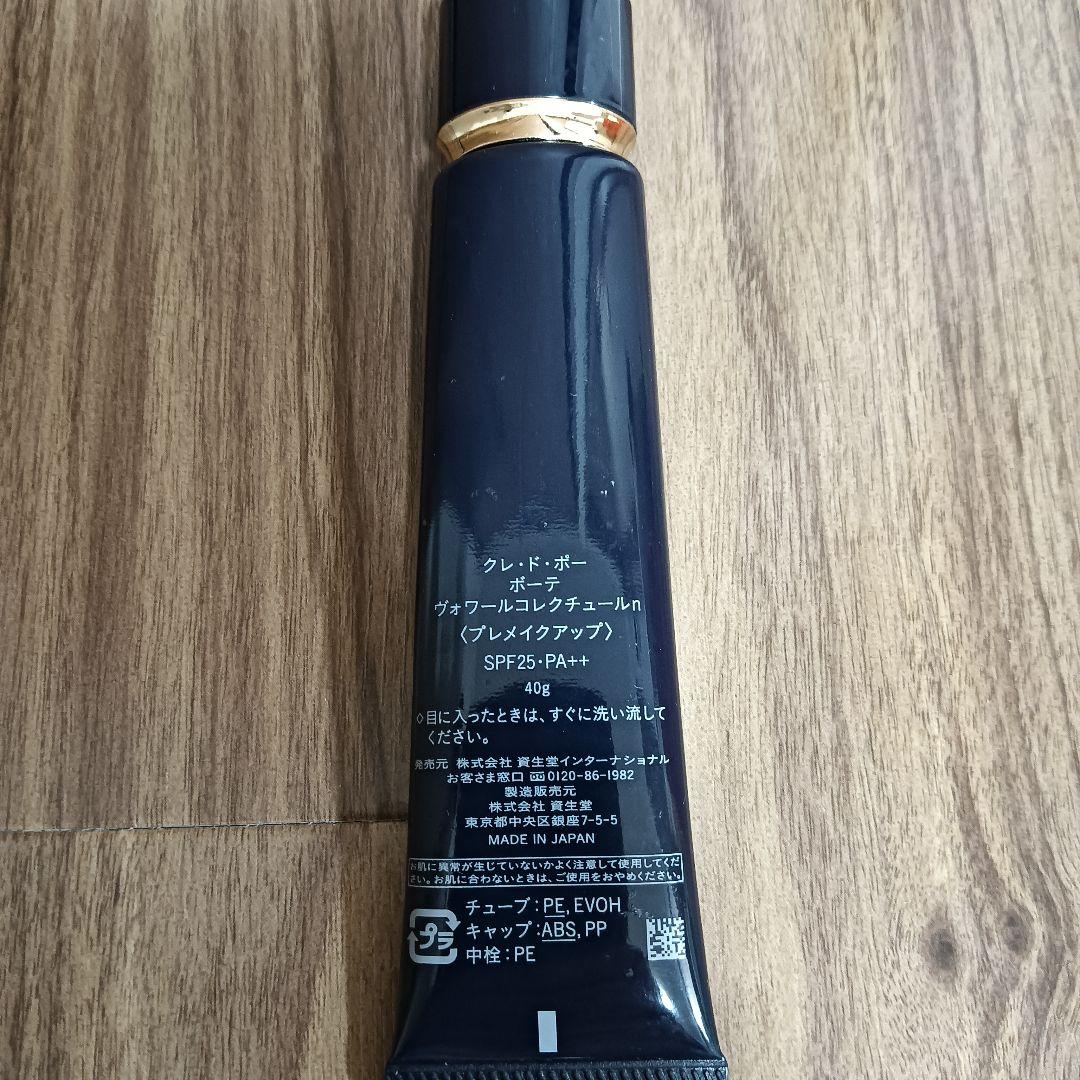 クレ・ド・ポー
ボーテ
ヴォワールコレクチュールn
〈プレメイクアップ〉
SPF25・PA++
40g
◇目に入ったときは、すぐに洗い流して
ください。
発売元 株式会社 資生堂インターナショナル
お客さま窓口 0120-86-1982
製造販売元
株式会社 資生堂
東京都中央区銀座7-5-5
MADE IN JAPAN
お肌に異常が生じていないかよく注意して使用してくだ
さい。お肌に合わないときは、ご使用をおやめください。
チューブ:PE, EVOH
キャップ:ABS, PP
中栓:PE
プラ